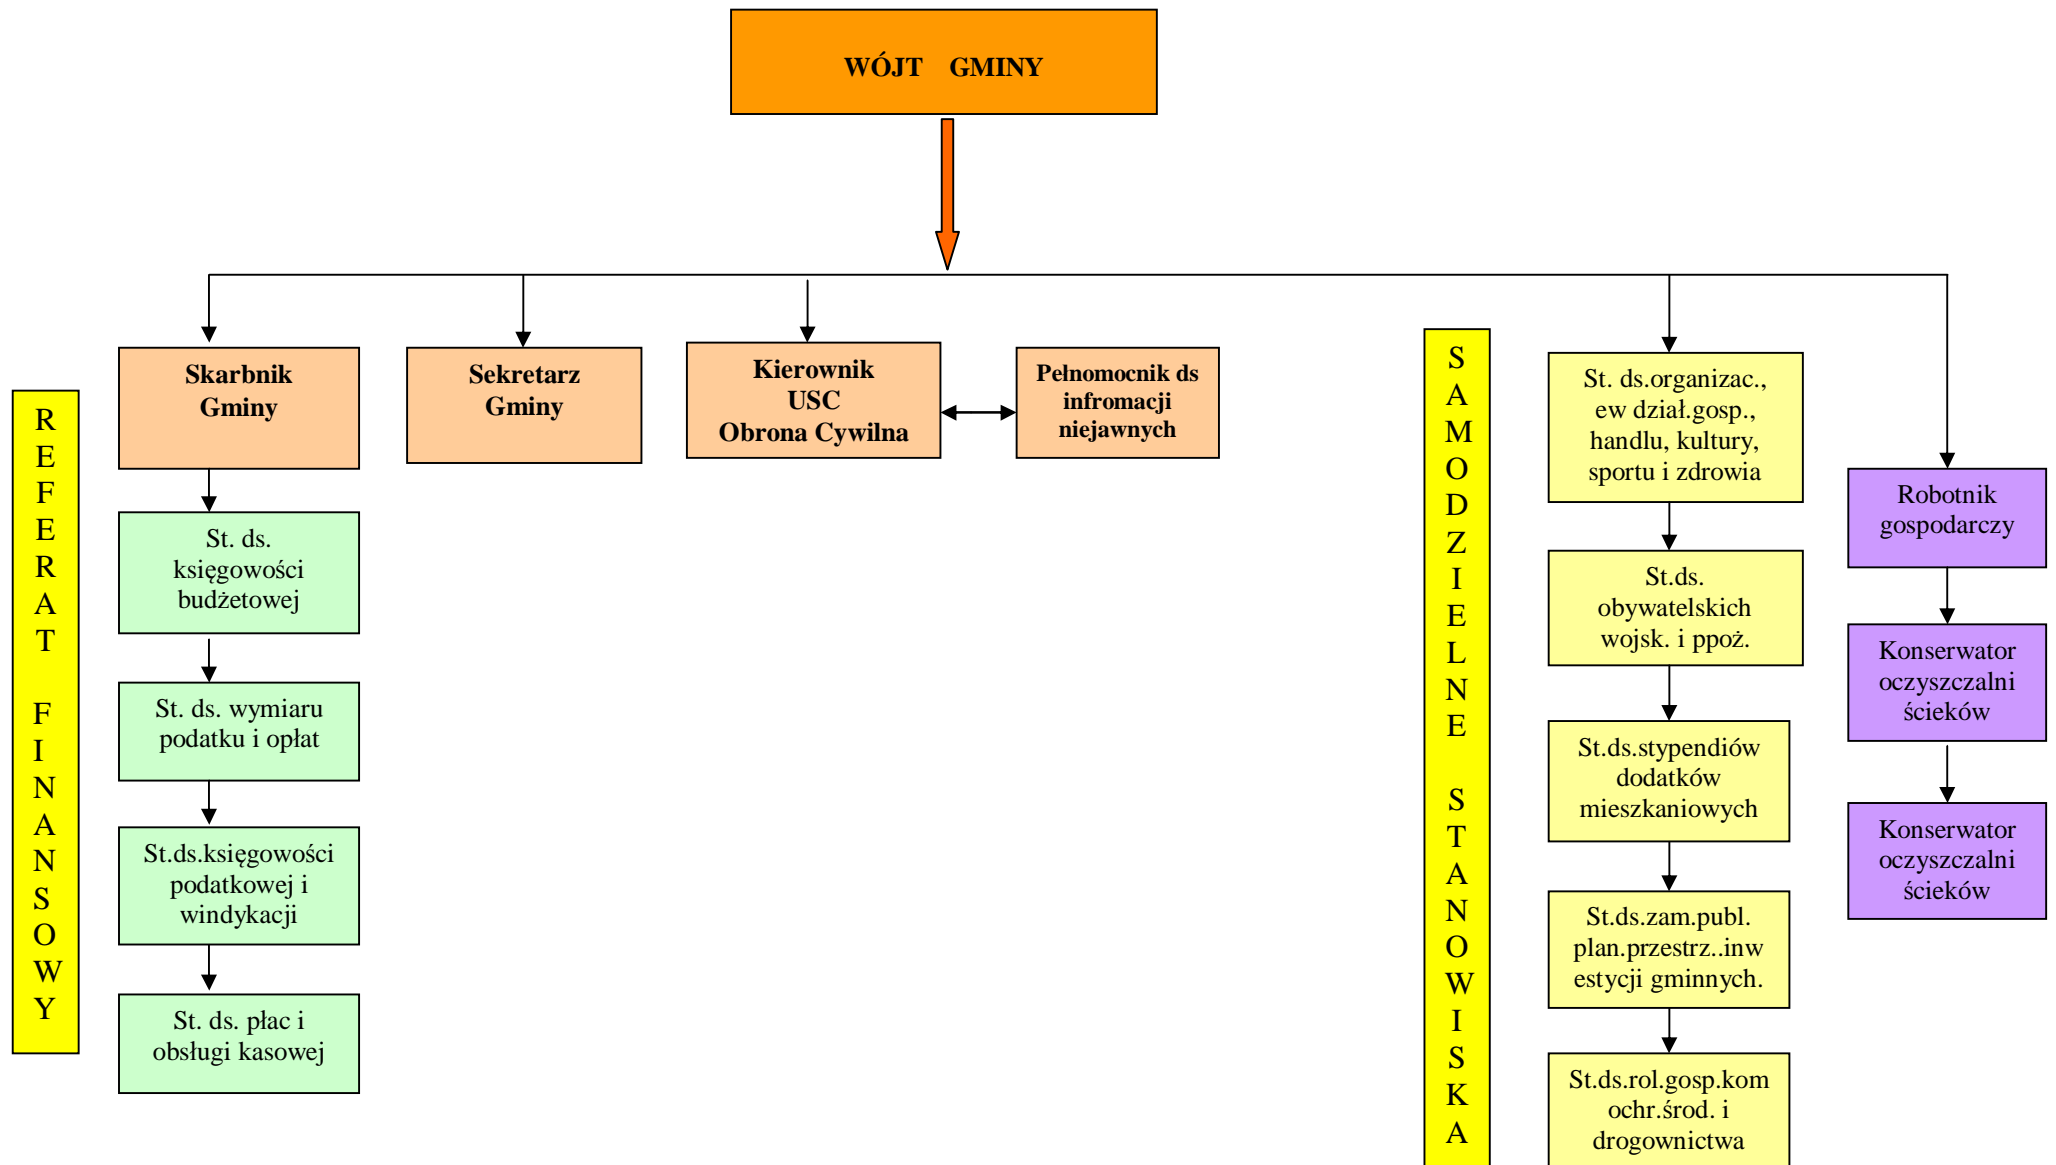 WÓJT GMINY
REFERAT FINANSOWY
Skarbnik
Gminy
Sekretarz
Gminy
Kierownik
USC
Obrona Cywilna
Pełnomocnik ds
infromacji
niejawnych
St. ds.
księgowości
budżetowej
St. ds. wymiaru
podatku i opłat
St.ds.księgowości
podatkowej i
windykacji
St. ds. płac i
obsługi kasowej
SAMODZIELNE STANOWISKA
St. ds.organizac.,
ew dział.gosp.,
handlu, kultury,
sportu i zdrowia
St.ds.
obywatelskich
wojsk. i ppoż.
St.ds.stypendiów
dodatków
mieszkaniowych
St.ds.zam.publ.
plan.przestrz..inw
estycji gminnych.
St.ds.rol.gosp.kom
ochr.środ. i
drogownictwa
Robotnik
gospodarczy
Konserwator
oczyszczalni
ścieków
Konserwator
oczyszczalni
ścieków